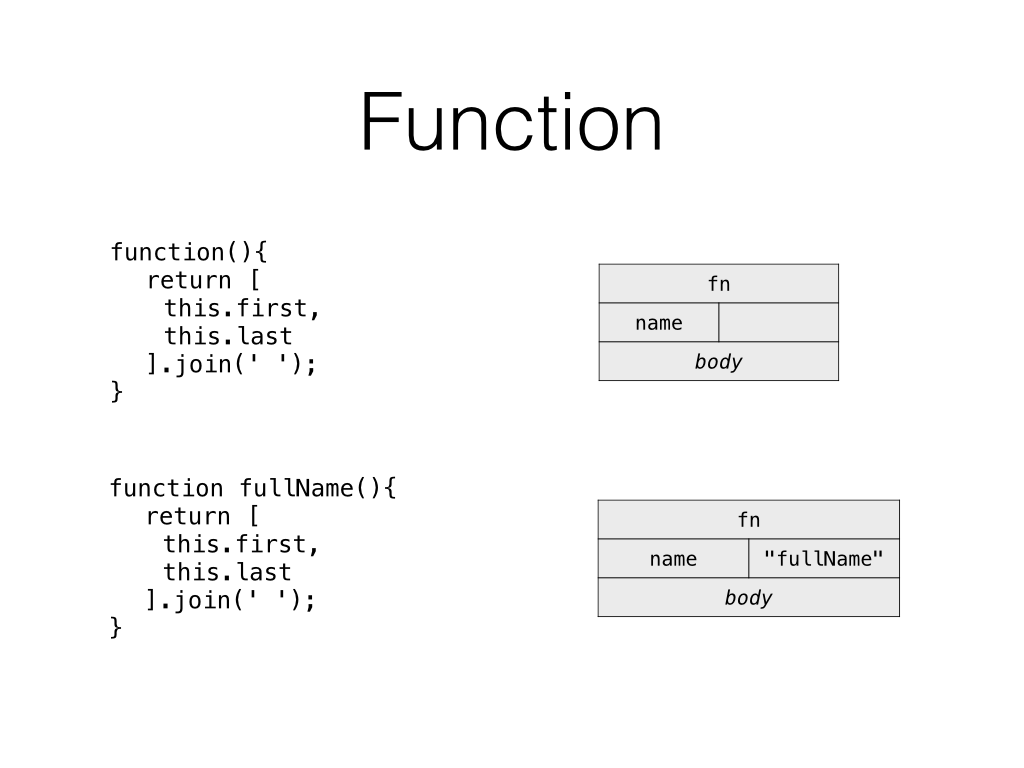 Function
function(){
return [
this.first,
this.last
].join(' ');
}
fn
name
body
function fullName(){
return [
this.first,
this.last
].join(' ');
}
fn
name "fullName"
body